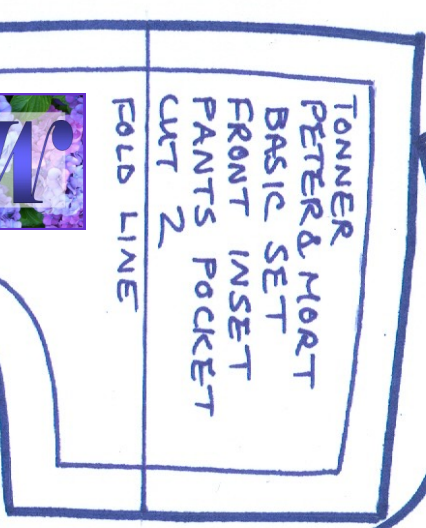 TONNER
PETER & MORT
BASIC SET
FRONT INSET
PANTS POCKET
CUT 2
FOLD LINE
W